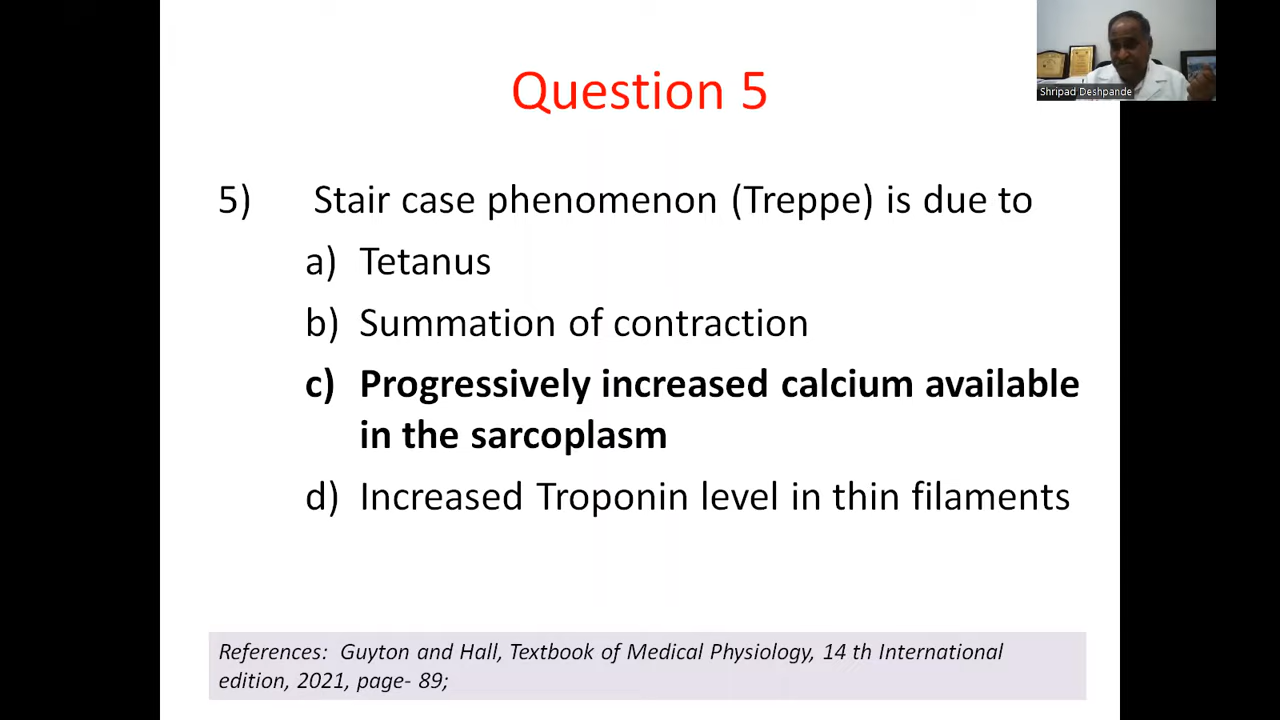 Question 5
Shripad Deshpande
5) Stair case phenomenon (Treppe) is due to
a) Tetanus
b) Summation of contraction
c) Progressively increased calcium available
in the sarcoplasm
d) Increased Troponin level in thin filaments
References: Guyton and Hall, Textbook of Medical Physiology, 14 th International
edition, 2021, page- 89;